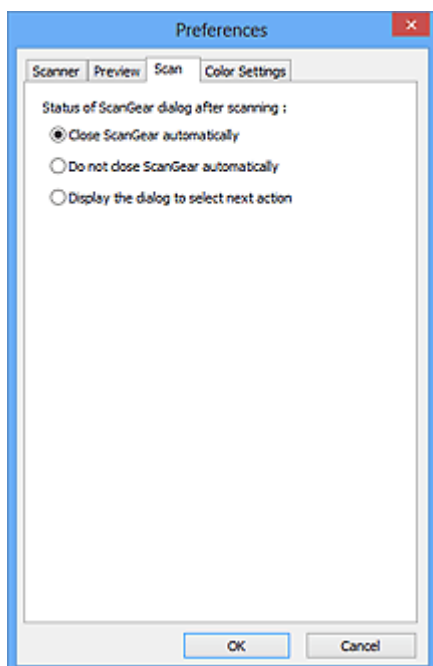 Preferences
Scanner Preview Scan Color Settings
Status of ScanGear dialog after scanning :
Close ScanGear automatically
Do not close ScanGear automatically
Display the dialog to select next action
OK Cancel